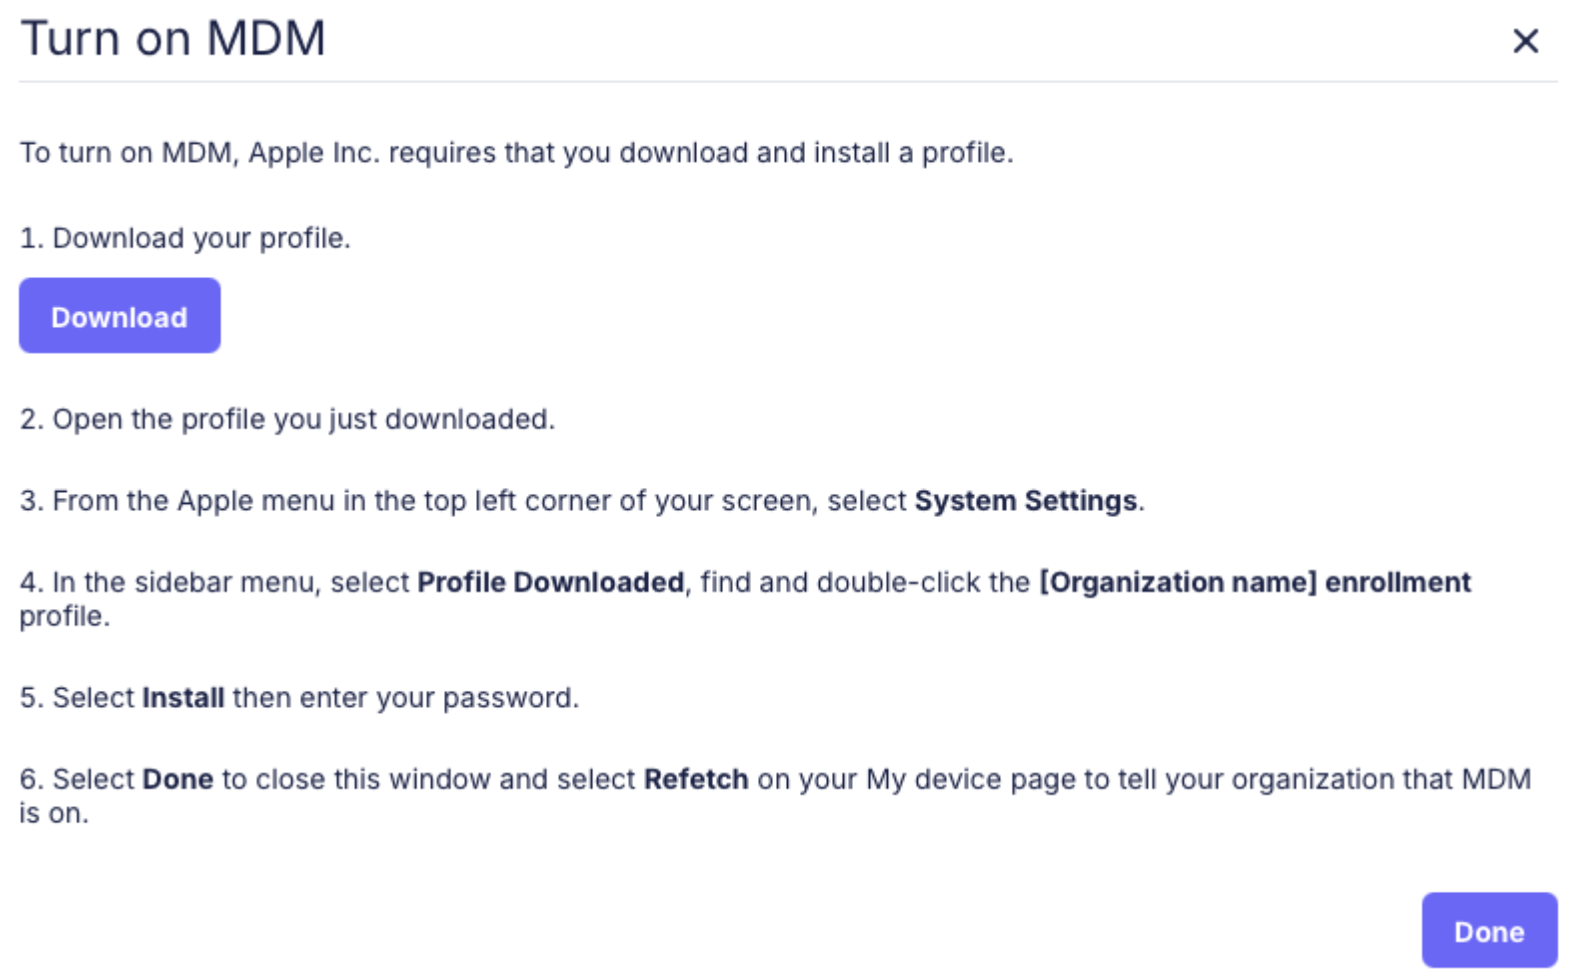 Turn on MDM
To turn on MDM, Apple Inc. requires that you download and install a profile.
1. Download your profile.
Download
2. Open the profile you just downloaded.
3. From the Apple menu in the top left corner of your screen, select System Settings.
4. In the sidebar menu, select Profile Downloaded, find and double-click the [Organization name] enrollment
profile.
5. Select Install then enter your password.
6. Select Done to close this window and select Refetch on your My device page to tell your organization that MDM
is on.
Done